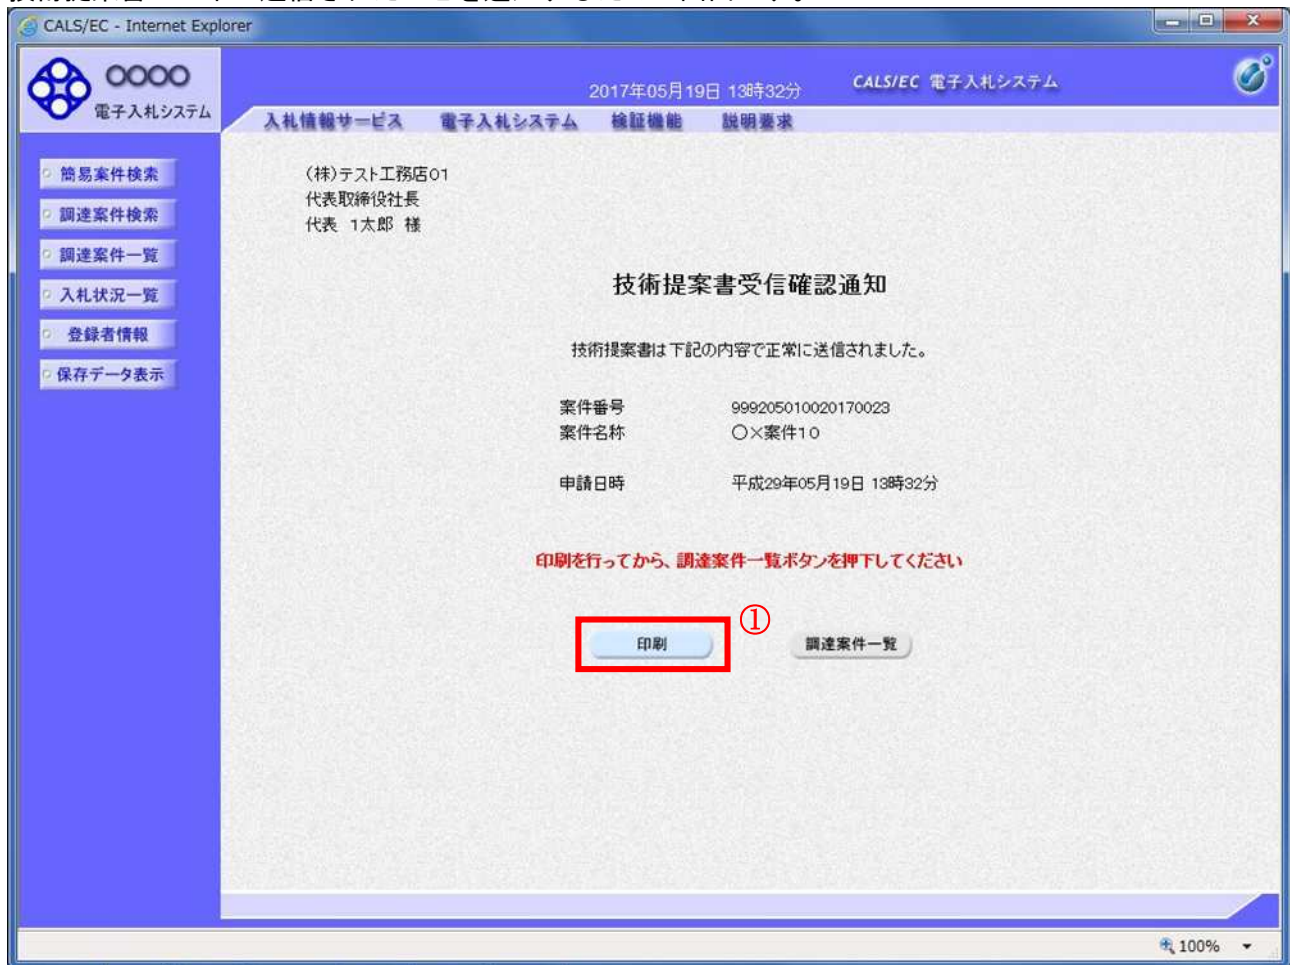 CALS/EC - Internet Explorer
○○○○
電子入札システム
2017年05月19日 13時32分
CALS/EC 電子入札システム
入札情報サービス 電子入札システム 検証機能 説明要求
簡易案件検索
調達案件検索
調達案件一覧
入札状況一覧
登録者情報
保存データ表示
(株)テスト工務店01
代表取締役社長
代表 1太郎 様
技術提案書受信確認通知
技術提案書は下記の内容で正常に送信されました。
案件番号 999205010020170023
案件名称 ○×案件10
申請日時 平成29年05月19日 13時32分
印刷を行ってから、調達案件一覧ボタンを押下してください
①
印刷 調達案件一覧
100%